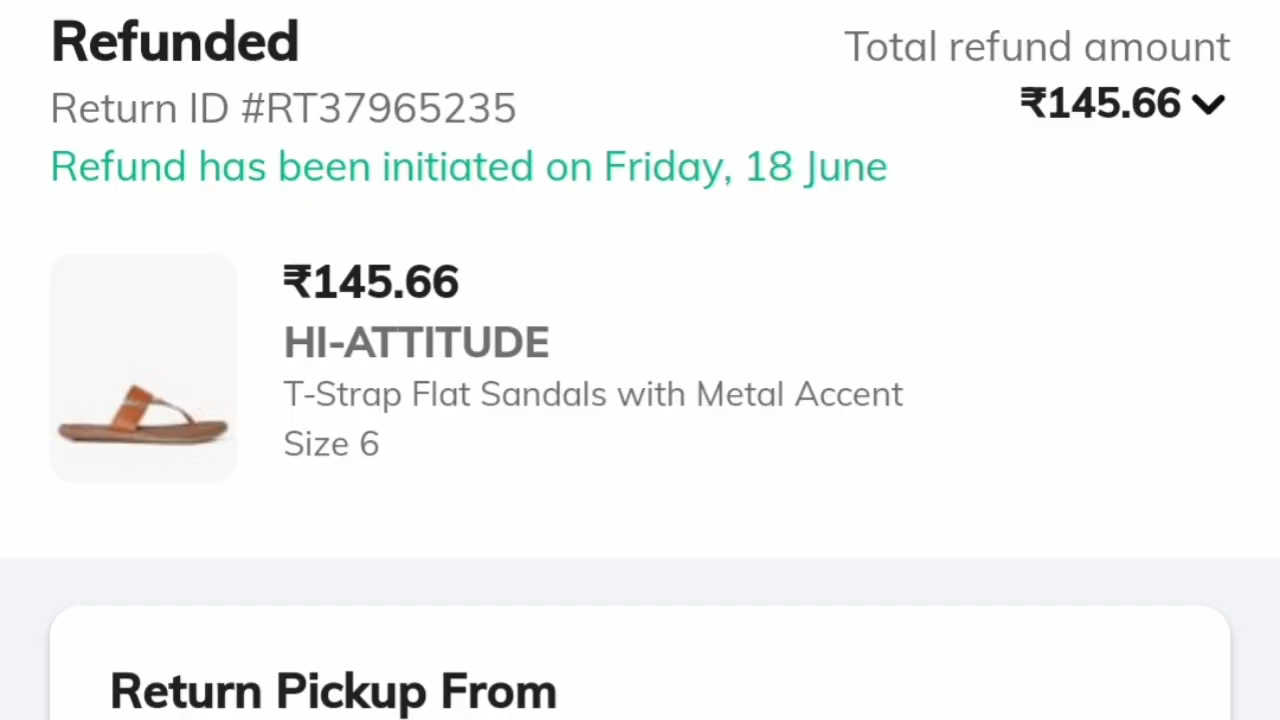 Refunded
Total refund amount
Return ID #RT37965235
₹145.66
Refund has been initiated on Friday, 18 June
₹145.66
HI-ATTITUDE
T-Strap Flat Sandals with Metal Accent
Size 6
Return Pickup From